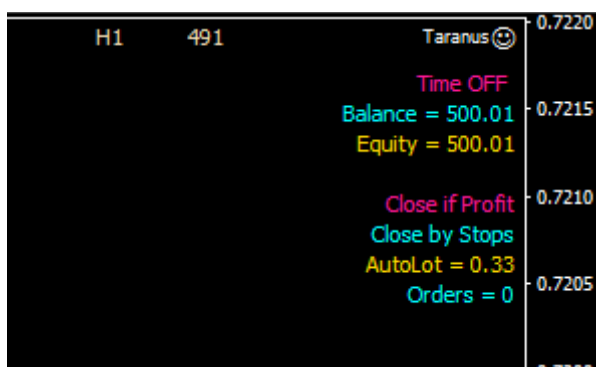 H1 491 Taranus☺ 0.7220
Time OFF
Balance = 500.01 0.7215
Equity = 500.01
Close if Profit 0.7210
Close by Stops
AutoLot = 0.33
Orders = 0 0.7205